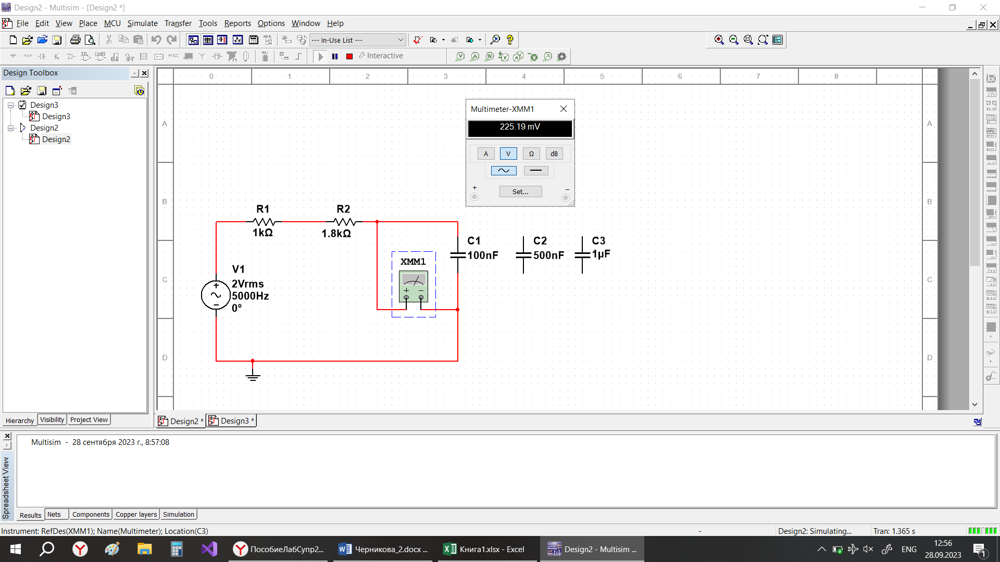 Design2 - Multisim - [Design2 *]
File Edit View Place MCU Simulate Transfer Tools Reports Options Window Help
--- In-Use List ---
MISC
Interactive
Design Toolbox
Design3
Design3
Design2
Design2
Hierarchy Visibility Project View
0 1 2 3 4 5 6 7 8
A
B
C
D
A
B
C
D
Multimeter-XMM1
225.19 mV
A V Ω dB
+ −
Set...
R1
1kΩ
R2
1.8kΩ
V1
2Vrms
5000Hz
0°
XMM1
C1
100nF
C2
500nF
C3
1µF
Design2 * Design3 *
Multisim - 28 сентября 2023 г., 8:57:08
Spreadsheet View
Results Nets Components Copper layers Simulation
Instrument: RefDes(XMM1); Name(Multimeter); Location(C3)
- Design2: Simulating... Tran: 1.365 s
ПособиеЛабСупр2... Черникова_2.docx ... Книга1.xlsx - Excel Design2 - Multisim ...
ENG
12:56
28.09.2023
1